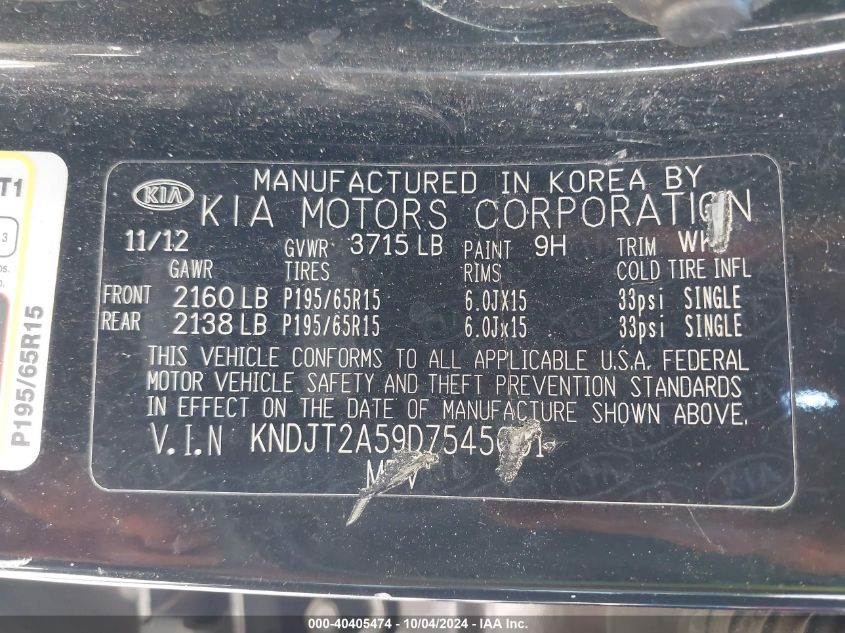 T1
3
P195/65R15
KIA
MANUFACTURED IN KOREA BY
KIA MOTORS CORPORATION
11/12 GVWR 3715 LB PAINT 9H TRIM
GAWR TIRES RIMS COLD TIRE INFL
FRONT 2160 LB P195/65R15 6.0JX15 33psi SINGLE
REAR 2138 LB P195/65R15 6.0Jx15 33psi SINGLE
THIS VEHICLE CONFORMS TO ALL APPLICABLE U.S.A. FEDERAL
MOTOR VEHICLE SAFETY AND THEFT PREVENTION STANDARDS
IN EFFECT ON THE DATE OF MANUFACTURE SHOWN ABOVE.
V.I.N
000-40405474 - 10/04/2024 - IAA Inc.